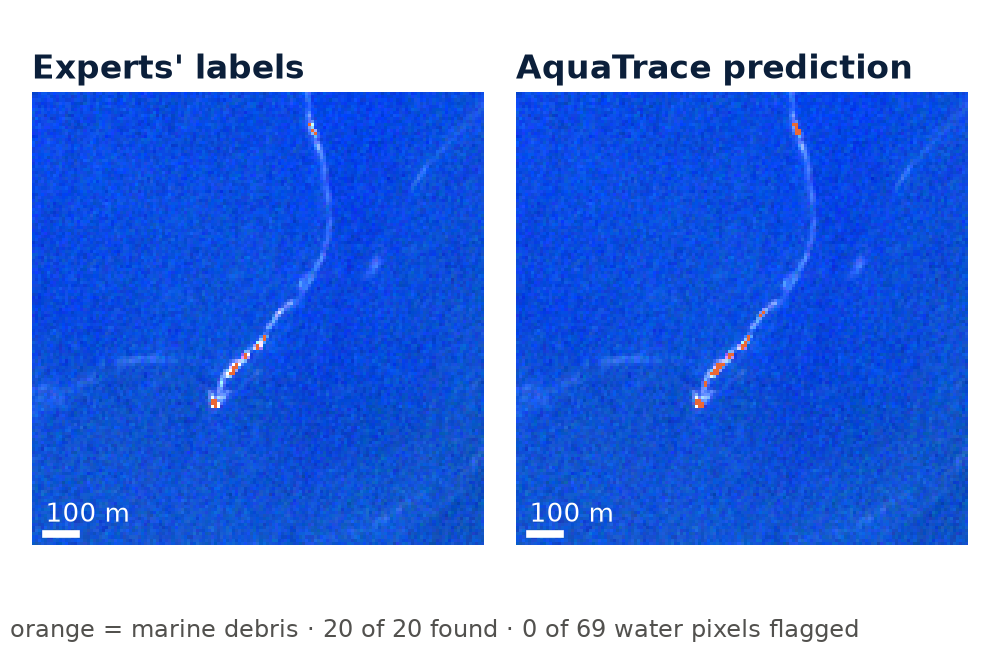 Experts' labels
AquaTrace prediction
100 m
100 m
orange = marine debris · 20 of 20 found · 0 of 69 water pixels flagged